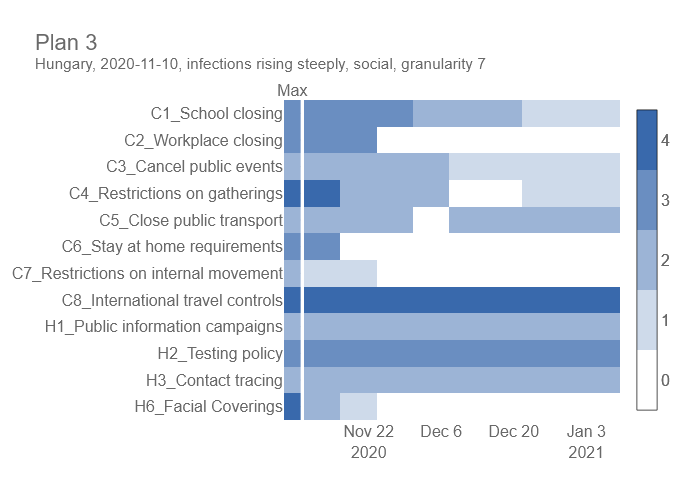 Plan 3
Hungary, 2020-11-10, infections rising steeply, social, granularity 7
Max
C1_School closing
C2_Workplace closing
C3_Cancel public events
C4_Restrictions on gatherings
C5_Close public transport
C6_Stay at home requirements
C7_Restrictions on internal movement
C8_International travel controls
H1_Public information campaigns
H2_Testing policy
H3_Contact tracing
H6_Facial Coverings
Nov 22 Dec 6 Dec 20 Jan 3
2020 2021
4
3
2
1
0